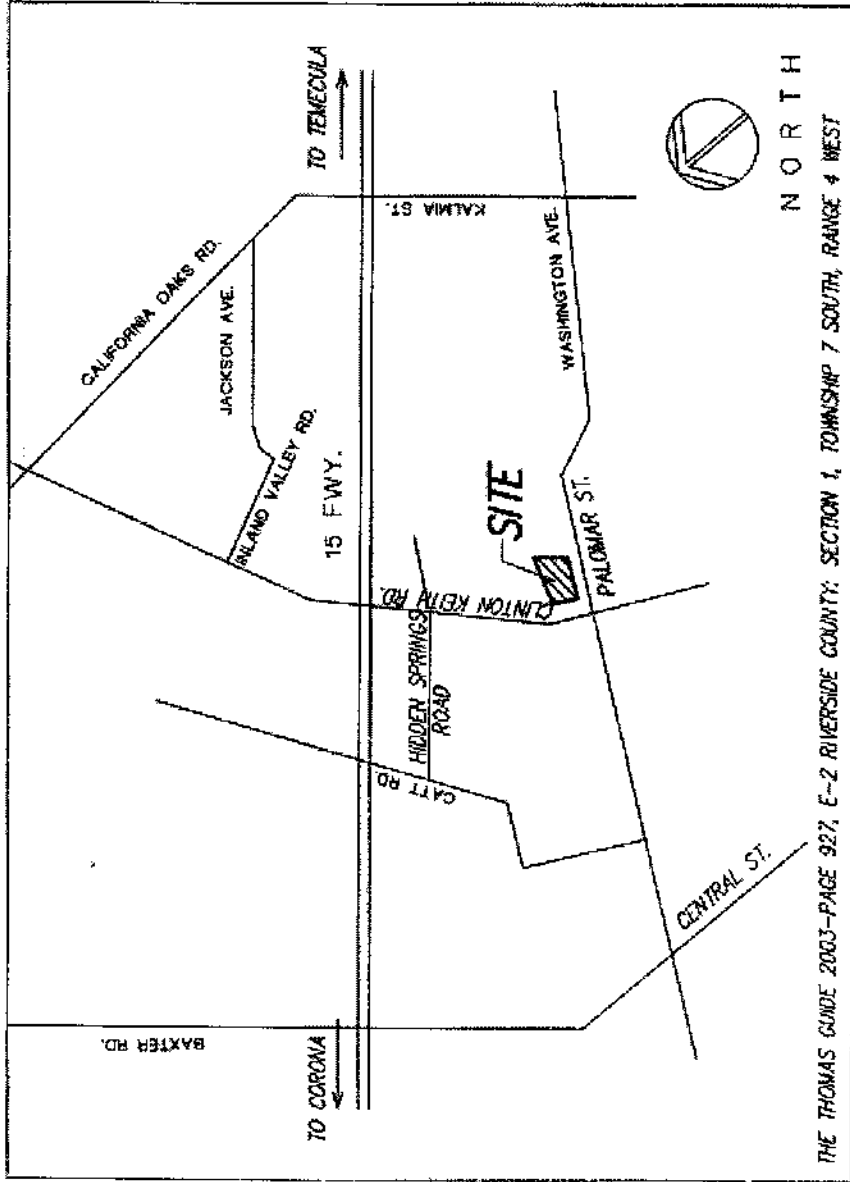 TO TEMECULA
CALIFORNIA OAKS RD.
JACKSON AVE.
KALMIA ST.
INLAND VALLEY RD.
15 FWY.
WASHINGTON AVE.
SITE
PALOMAR ST.
CLINTON KEITH RD.
HIDDEN SPRINGS
ROAD
CATT RD
CENTRAL ST.
BAXTER RD.
TO CORONA
NORTH
THE THOMAS GUIDE 2003-PAGE 927, E-2 RIVERSIDE COUNTY: SECTION 1, TOWNSHIP 7 SOUTH, RANGE 4 WEST